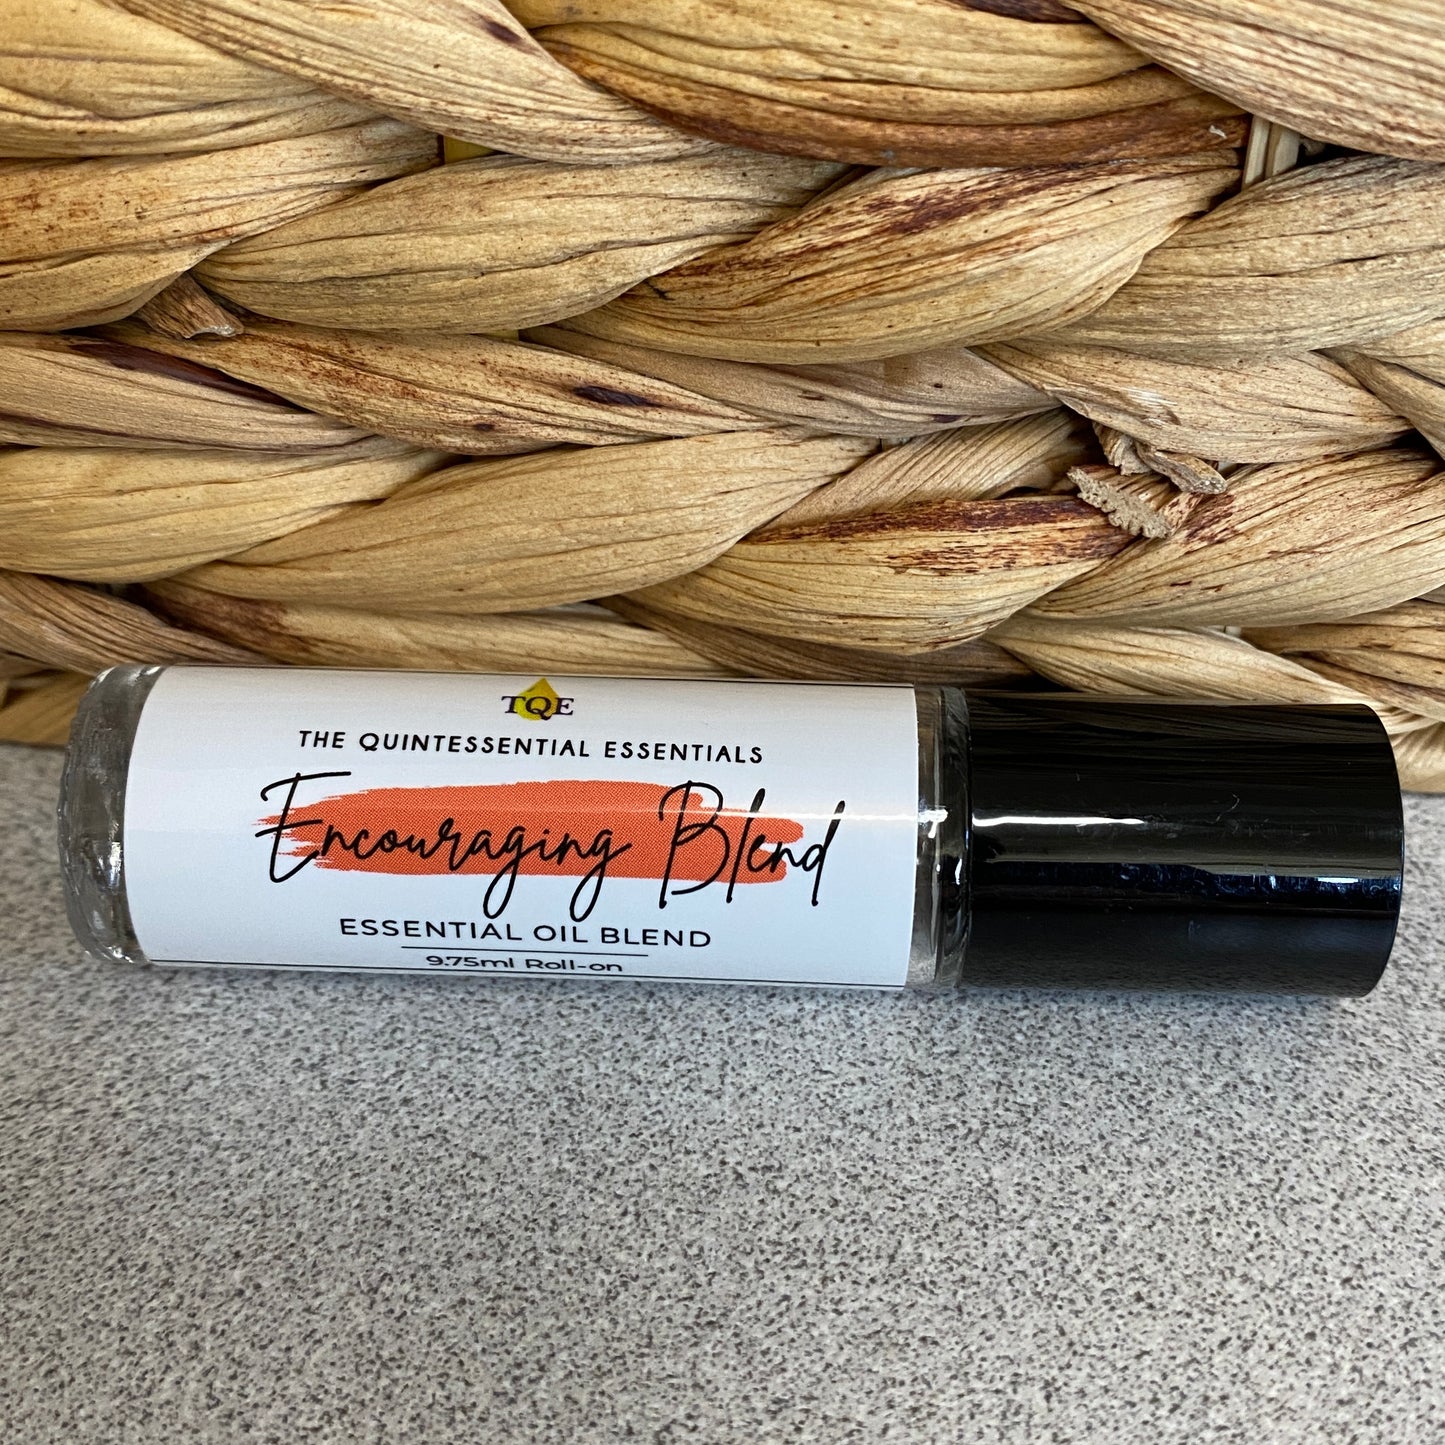 TQE
THE QUINTESSENTIAL ESSENTIALS
Encouraging Blend
ESSENTIAL OIL BLEND
9.75ml Roll-on